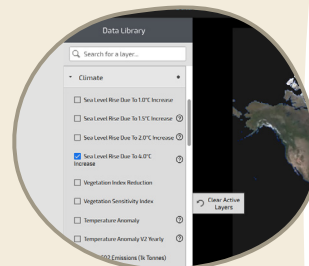 Data Library
Search for a layer...
Climate
Sea Level Rise Due To 1.0°C Increase
Sea Level Rise Due To 1.5°C Increase
Sea Level Rise Due To 2.0°C Increase
Sea Level Rise Due To 4.0°C
Increase
Vegetation Index Reduction
Vegetation Sensitivity Index
Clear Active
Layers
Temperature Anomaly
Temperature Anomaly V2 Yearly
Emissions (1k Tonnes)